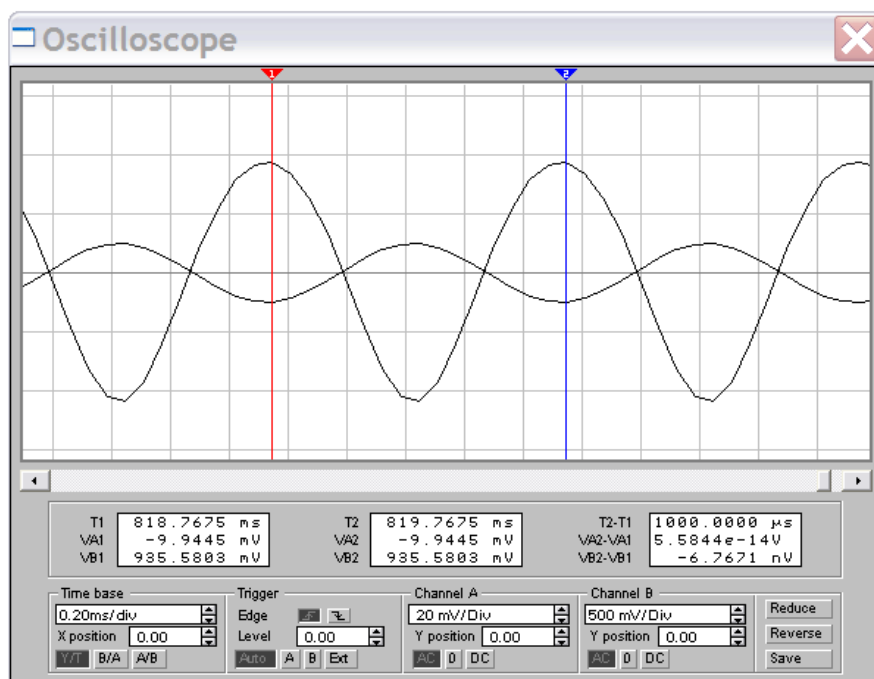 Oscilloscope
1 2
T1 818.7675 ms T2 819.7675 ms T2-T1 1000.0000 µs
VA1 -9.9445 mV VA2 -9.9445 mV VA2-VA1 5.5844e-14V
VB1 935.5803 mV VB2 935.5803 mV VB2-VB1 -6.7671 nV
Time base Trigger Channel A Channel B
0.20ms/div Edge 20 mV/Div 500 mV/Div Reduce
X position 0.00 Level 0.00 Y position 0.00 Y position 0.00 Reverse
Y/T B/A A/B Auto A B Ext AC 0 DC AC 0 DC Save